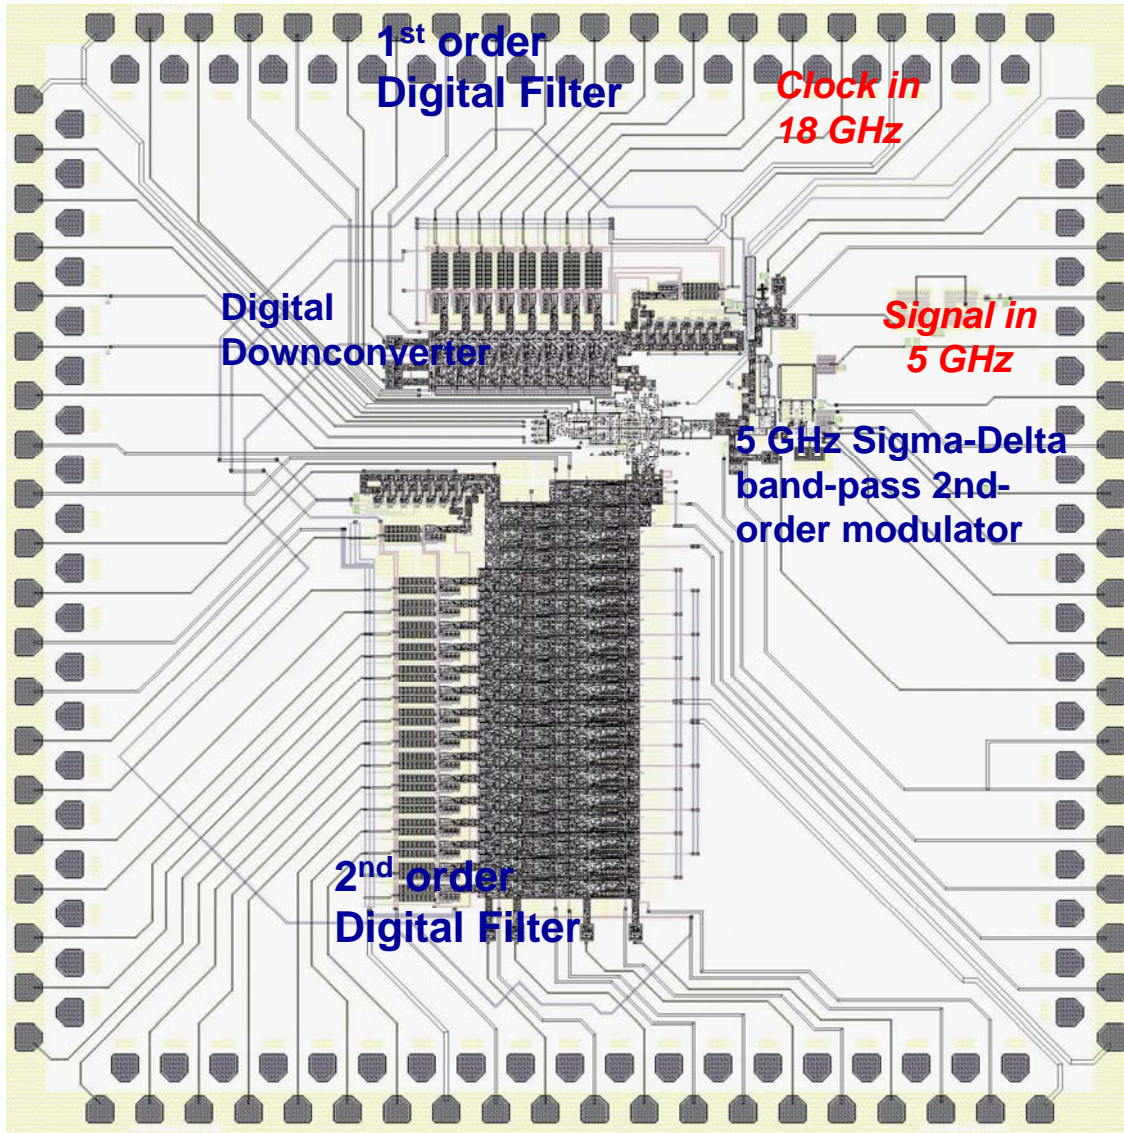 1st order
Digital Filter
Clock in
18 GHz
Digital
Downconverter
Signal in
5 GHz
5 GHz Sigma-Delta
band-pass 2nd-
order modulator
2nd order
Digital Filter